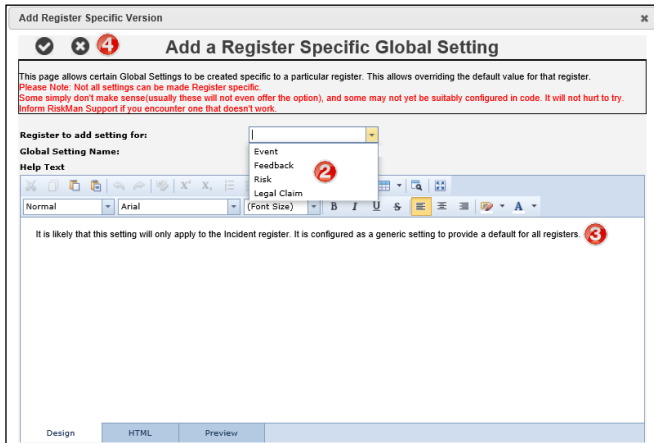 Add Register Specific Version
4
Add a Register Specific Global Setting
This page allows certain Global Settings to be created specific to a particular register. This allows overriding the default value for that register.
Please Note: Not all settings can be made Register specific.
Some simply don't make sense(usually these will not even offer the option), and some may not yet be suitably configured in code. It will not hurt to try.
Inform RiskMan Support if you encounter one that doesn't work.
Register to add setting for:
Global Setting Name:
Help Text
Event
Feedback
Risk
Legal Claim
2
Normal Arial (Font Size) B I U S A
It is likely that this setting will only apply to the Incident register. It is configured as a generic setting to provide a default for all registers. 3
Design HTML Preview